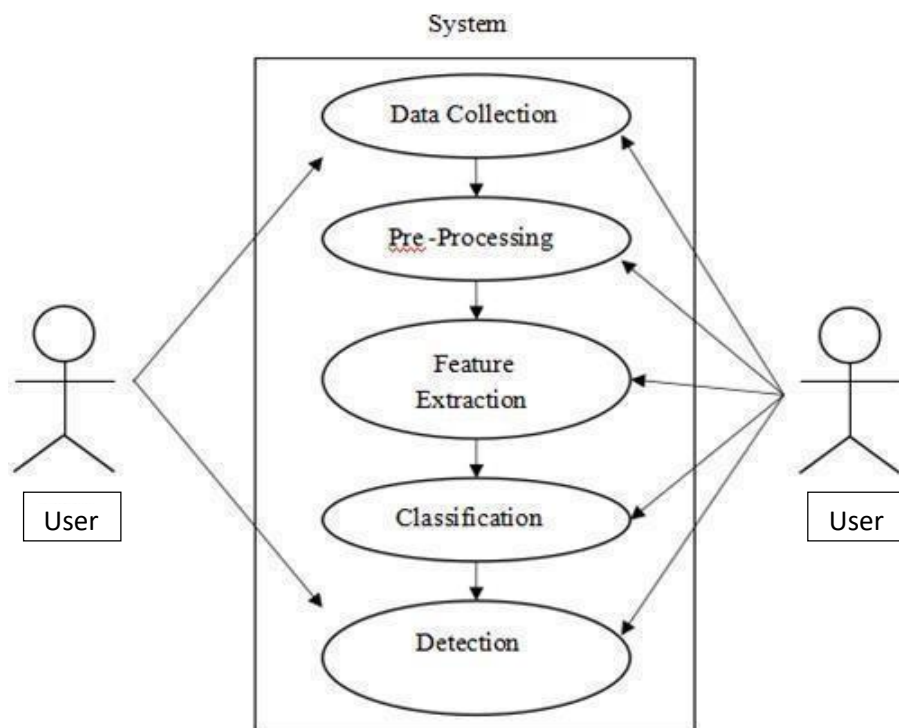 System
Data Collection
Pre -Processing
Feature
Extraction
Classification
Detection
User
User